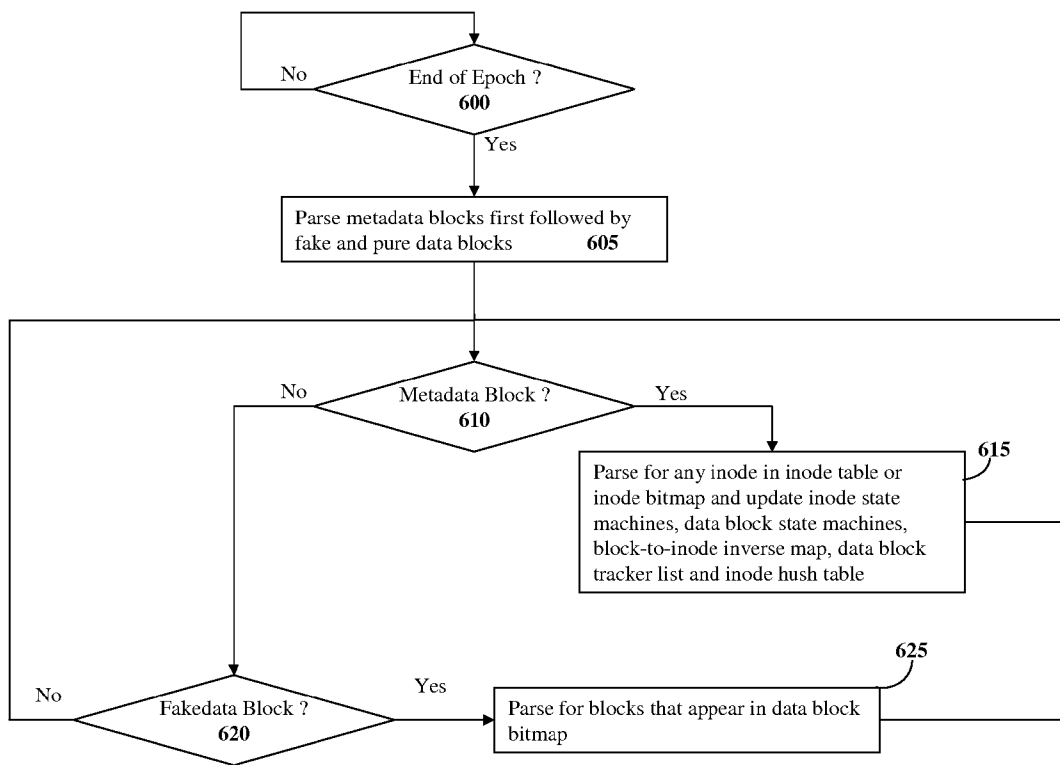 End of Epoch ?
No
600
Yes
Parse metadata blocks first followed by
fake and pure data blocks 605
No
Metadata Block ?
Yes
610
615
Parse for any inode in inode table or
inode bitmap and update inode state
machines, data block state machines,
block-to-inode inverse map, data block
tracker list and inode hush table
625
No
Fakedata Block ?
Yes
620
Parse for blocks that appear in data block
bitmap